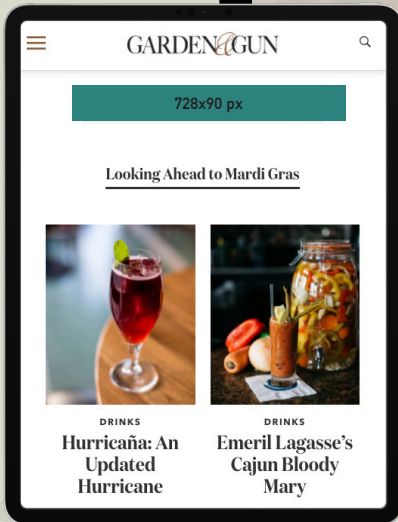 GARDEN&GUN
728x90 px
Looking Ahead to Mardi Gras
DRINKS
Hurricaña: An
Updated
Hurricane
DRINKS
Emeril Lagasse's
Cajun Bloody
Mary